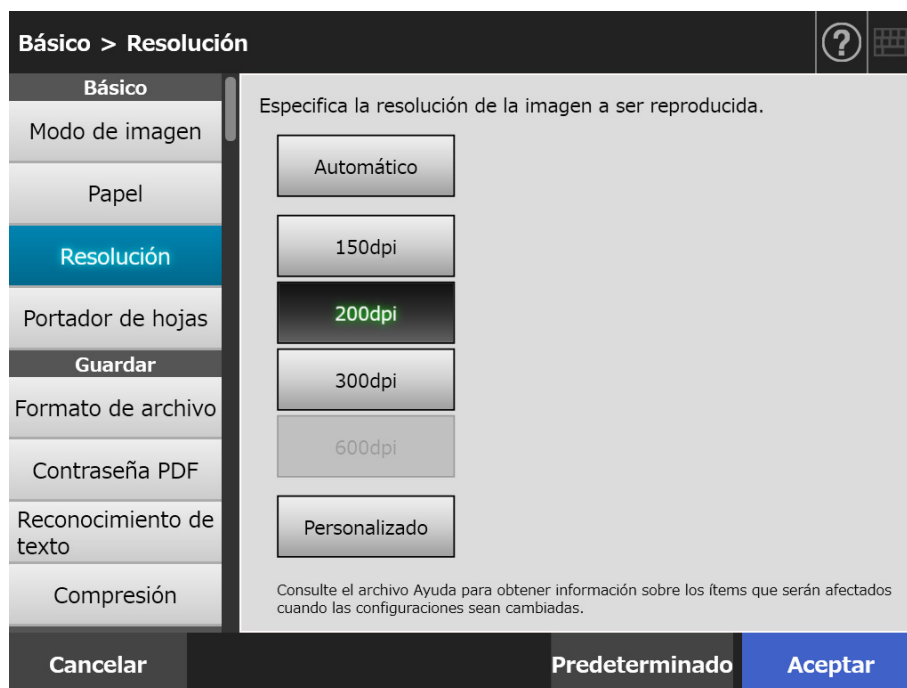 Básico > Resolución
?
Básico
Modo de imagen
Papel
Resolución
Portador de hojas
Guardar
Formato de archivo
Contraseña PDF
Reconocimiento de
texto
Compresión
Especifica la resolución de la imagen a ser reproducida.
Automático
150dpi
200dpi
300dpi
600dpi
Personalizado
Consulte el archivo Ayuda para obtener información sobre los ítems que serán afectados
cuando las configuraciones sean cambiadas.
Cancelar
Predeterminado
Aceptar